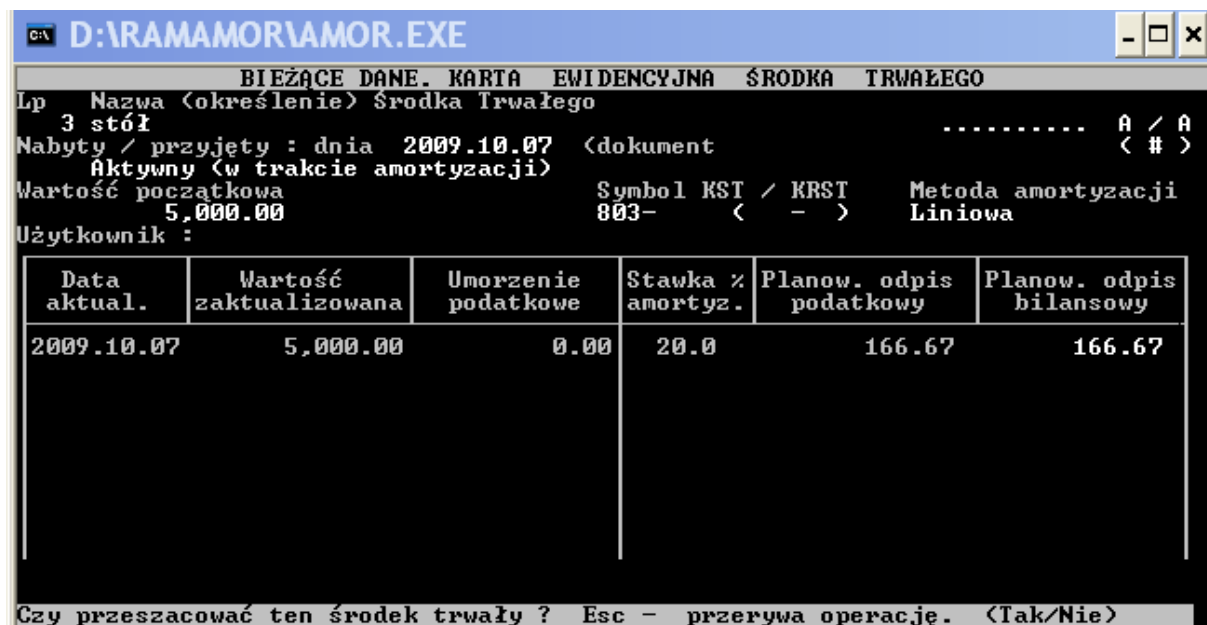 D:\RAMAMOR\AMOR.EXE
BIEŻĄCE DANE. KARTA EWIDENCYJNA ŚRODKA TRWAŁEGO
Lp Nazwa (określenie) Środka Trwałego
3 stół .......... A / A
Nabyty / przyjęty : dnia 2009.10.07 (dokument ( # )
Aktywny (w trakcie amortyzacji)
Wartość początkowa Symbol KST / KRST Metoda amortyzacji
5,000.00 803- ( - ) Liniowa
Użytkownik :
Data Wartość Umorzenie Stawka % Planow. odpis Planow. odpis
aktual. zaktualizowana podatkowe amortyz. podatkowy bilansowy
2009.10.07 5,000.00 0.00 20.0 166.67 166.67
Czy przeszacować ten środek trwały ? Esc - przerywa operację. (Tak/Nie)